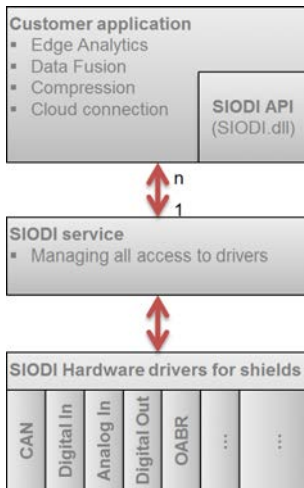 Customer application
▪ Edge Analytics
▪ Data Fusion
▪ Compression
▪ Cloud connection
SIODI API
(SIODI.dll)
n
1
SIODI service
▪ Managing all access to drivers
SIODI Hardware drivers for shields
CAN
Digital In
Analog In
Digital Out
OABR
...
...